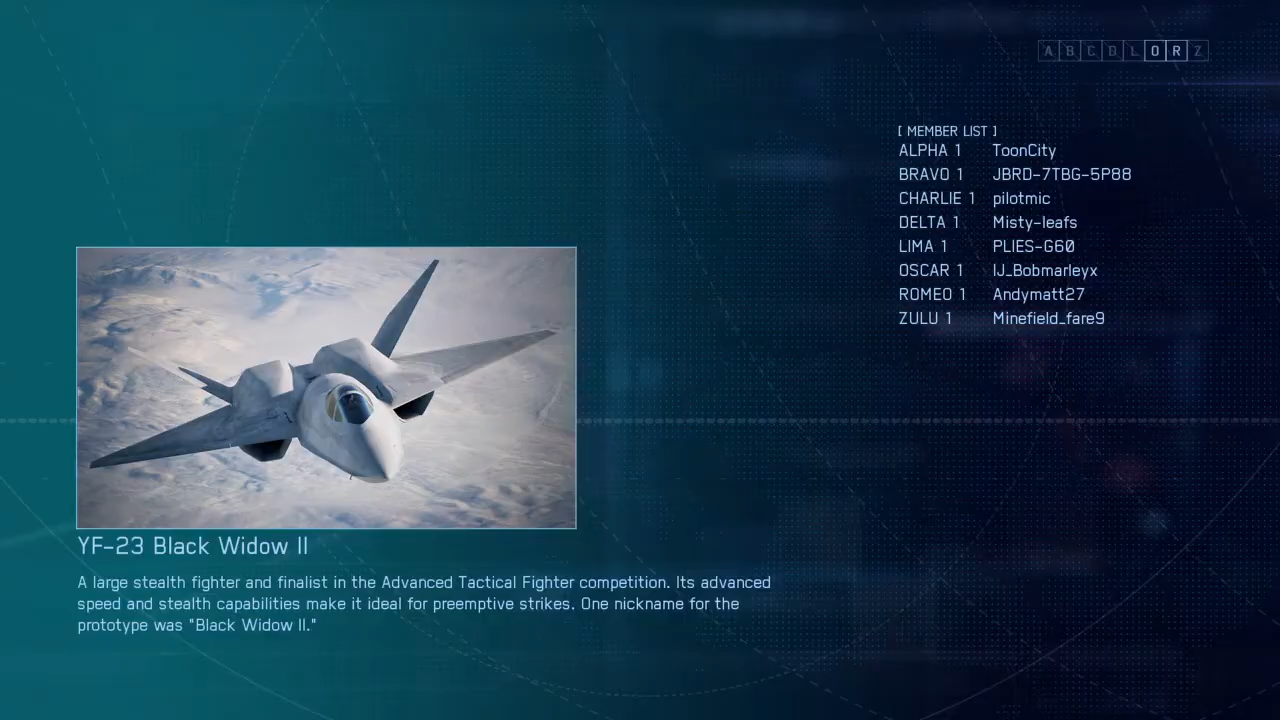 A B C D L O R Z
[ MEMBER LIST ]
ALPHA 1 ToonCity
BRAVO 1 JBRD-7TBG-5P88
CHARLIE 1 pilotmic
DELTA 1 Misty-leafs
LIMA 1 PLIES-G60
OSCAR 1 IJ_Bobmarleyx
ROMEO 1 Andymatt27
ZULU 1 Minefield_fare9
YF-23 Black Widow II
A large stealth fighter and finalist in the Advanced Tactical Fighter competition. Its advanced
speed and stealth capabilities make it ideal for preemptive strikes. One nickname for the
prototype was "Black Widow II."